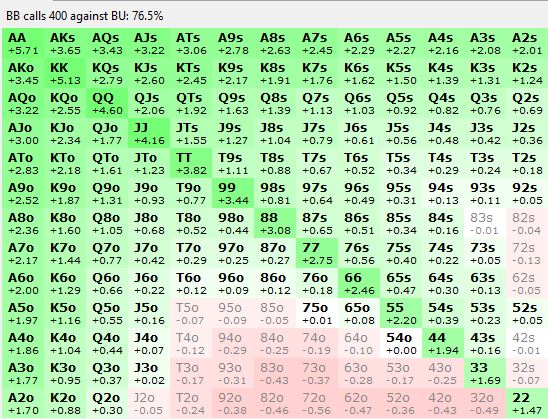 BB calls 400 against BU: 76.5%
AA AKs AQs AJs ATs A9s A8s A7s A6s A5s A4s A3s A2s
+5.71 +3.65 +3.43 +3.22 +3.06 +2.78 +2.63 +2.45 +2.29 +2.27 +2.16 +2.08 +2.01
AKo KK KQs KJs KTs K9s K8s K7s K6s K5s K4s K3s K2s
+3.45 +5.13 +2.79 +2.60 +2.45 +2.17 +1.91 +1.76 +1.62 +1.50 +1.39 +1.31 +1.24
AQo KQo QQ QJs QTs Q9s Q8s Q7s Q6s Q5s Q4s Q3s Q2s
+3.22 +2.55 +4.60 +2.06 +1.92 +1.63 +1.39 +1.13 +1.03 +0.92 +0.82 +0.76 +0.69
AJo KJo QJo JJ JTs J9s J8s J7s J6s J5s J4s J3s J2s
+3.00 +2.34 +1.77 +4.16 +1.55 +1.27 +1.04 +0.79 +0.61 +0.56 +0.48 +0.42 +0.36
ATo KTo QTo JTo TT T9s T8s T7s T6s T5s T4s T3s T2s
+2.83 +2.18 +1.61 +1.23 +3.82 +1.11 +0.88 +0.67 +0.52 +0.34 +0.29 +0.24 +0.18
A9o K9o Q9o J9o T9o 99 98s 97s 96s 95s 94s 93s 92s
+2.52 +1.87 +1.31 +0.93 +0.77 +3.44 +0.81 +0.64 +0.49 +0.31 +0.13 +0.11 +0.05
A8o K8o Q8o J8o T8o 98o 88 87s 86s 85s 84s 83s 82s
+2.36 +1.60 +1.05 +0.68 +0.52 +0.44 +3.08 +0.65 +0.51 +0.34 +0.16 -0.01 -0.04
A7o K7o Q7o J7o T7o 97o 87o 77 76s 75s 74s 73s 72s
+2.17 +1.44 +0.77 +0.42 +0.29 +0.25 +0.27 +2.75 +0.56 +0.40 +0.22 +0.05 -0.13
A6o K6o Q6o J6o T6o 96o 86o 76o 66 65s 64s 63s 62s
+2.00 +1.29 +0.66 +0.22 +0.12 +0.09 +0.12 +0.18 +2.46 +0.47 +0.30 +0.13 -0.05
A5o K5o Q5o J5o T5o 95o 85o 75o 65o 55 54s 53s 52s
+1.97 +1.16 +0.55 +0.16 -0.07 -0.09 -0.05 +0.01 +0.08 +2.20 +0.39 +0.23 +0.05
A4o K4o Q4o J4o T4o 94o 84o 74o 64o 54o 44 43s 42s
+1.86 +1.04 +0.44 +0.07 -0.12 -0.29 -0.25 -0.19 -0.10 +0.00 +1.94 +0.16 -0.01
A3o K3o Q3o J3o T3o 93o 83o 73o 63o 53o 43o 33 32s
+1.77 +0.95 +0.37 +0.02 -0.17 -0.31 -0.43 -0.37 -0.28 -0.17 -0.25 +1.69 -0.07
A2o K2o Q2o J2o T2o 92o 82o 72o 62o 52o 42o 32o 22
+1.70 +0.88 +0.30 -0.05 -0.24 -0.38 -0.46 -0.56 -0.47 -0.36 -0.43 -0.49 +1.47